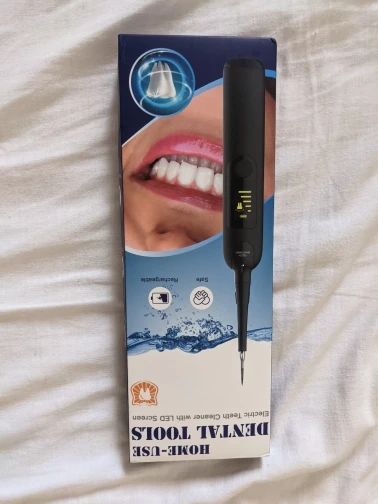 HOME-USE
DENTAL TOOLS
Electric Teeth Cleaner with LED Screen
Safe
Rechargeable